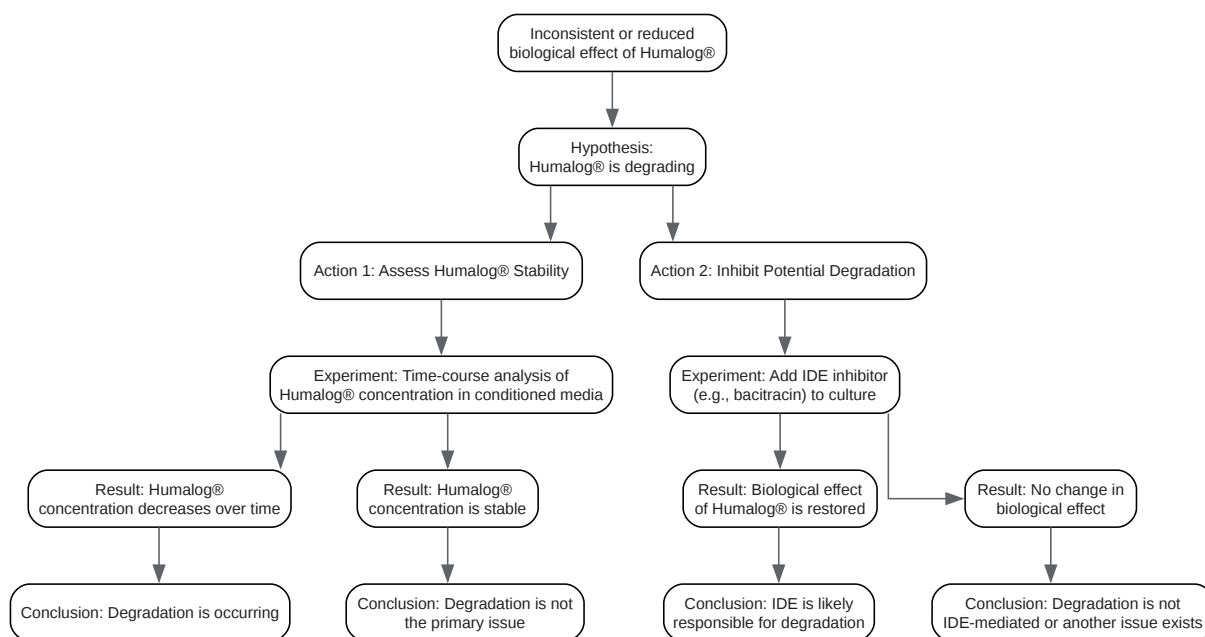 Inconsistent or reduced
biological effect of Humalog®
Hypothesis:
Humalog® is degrading
Action 1: Assess Humalog® Stability
Action 2: Inhibit Potential Degradation
Experiment: Time-course analysis of
Humalog® concentration in conditioned media
Experiment: Add IDE inhibitor
(e.g., bacitracin) to culture
Result: Humalog®
concentration decreases over time
Result: Humalog®
concentration is stable
Result: Biological effect
of Humalog® is restored
Result: No change in
biological effect
Conclusion: Degradation is occurring
Conclusion: Degradation is not
the primary issue
Conclusion: IDE is likely
responsible for degradation
Conclusion: Degradation is not
IDE-mediated or another issue exists